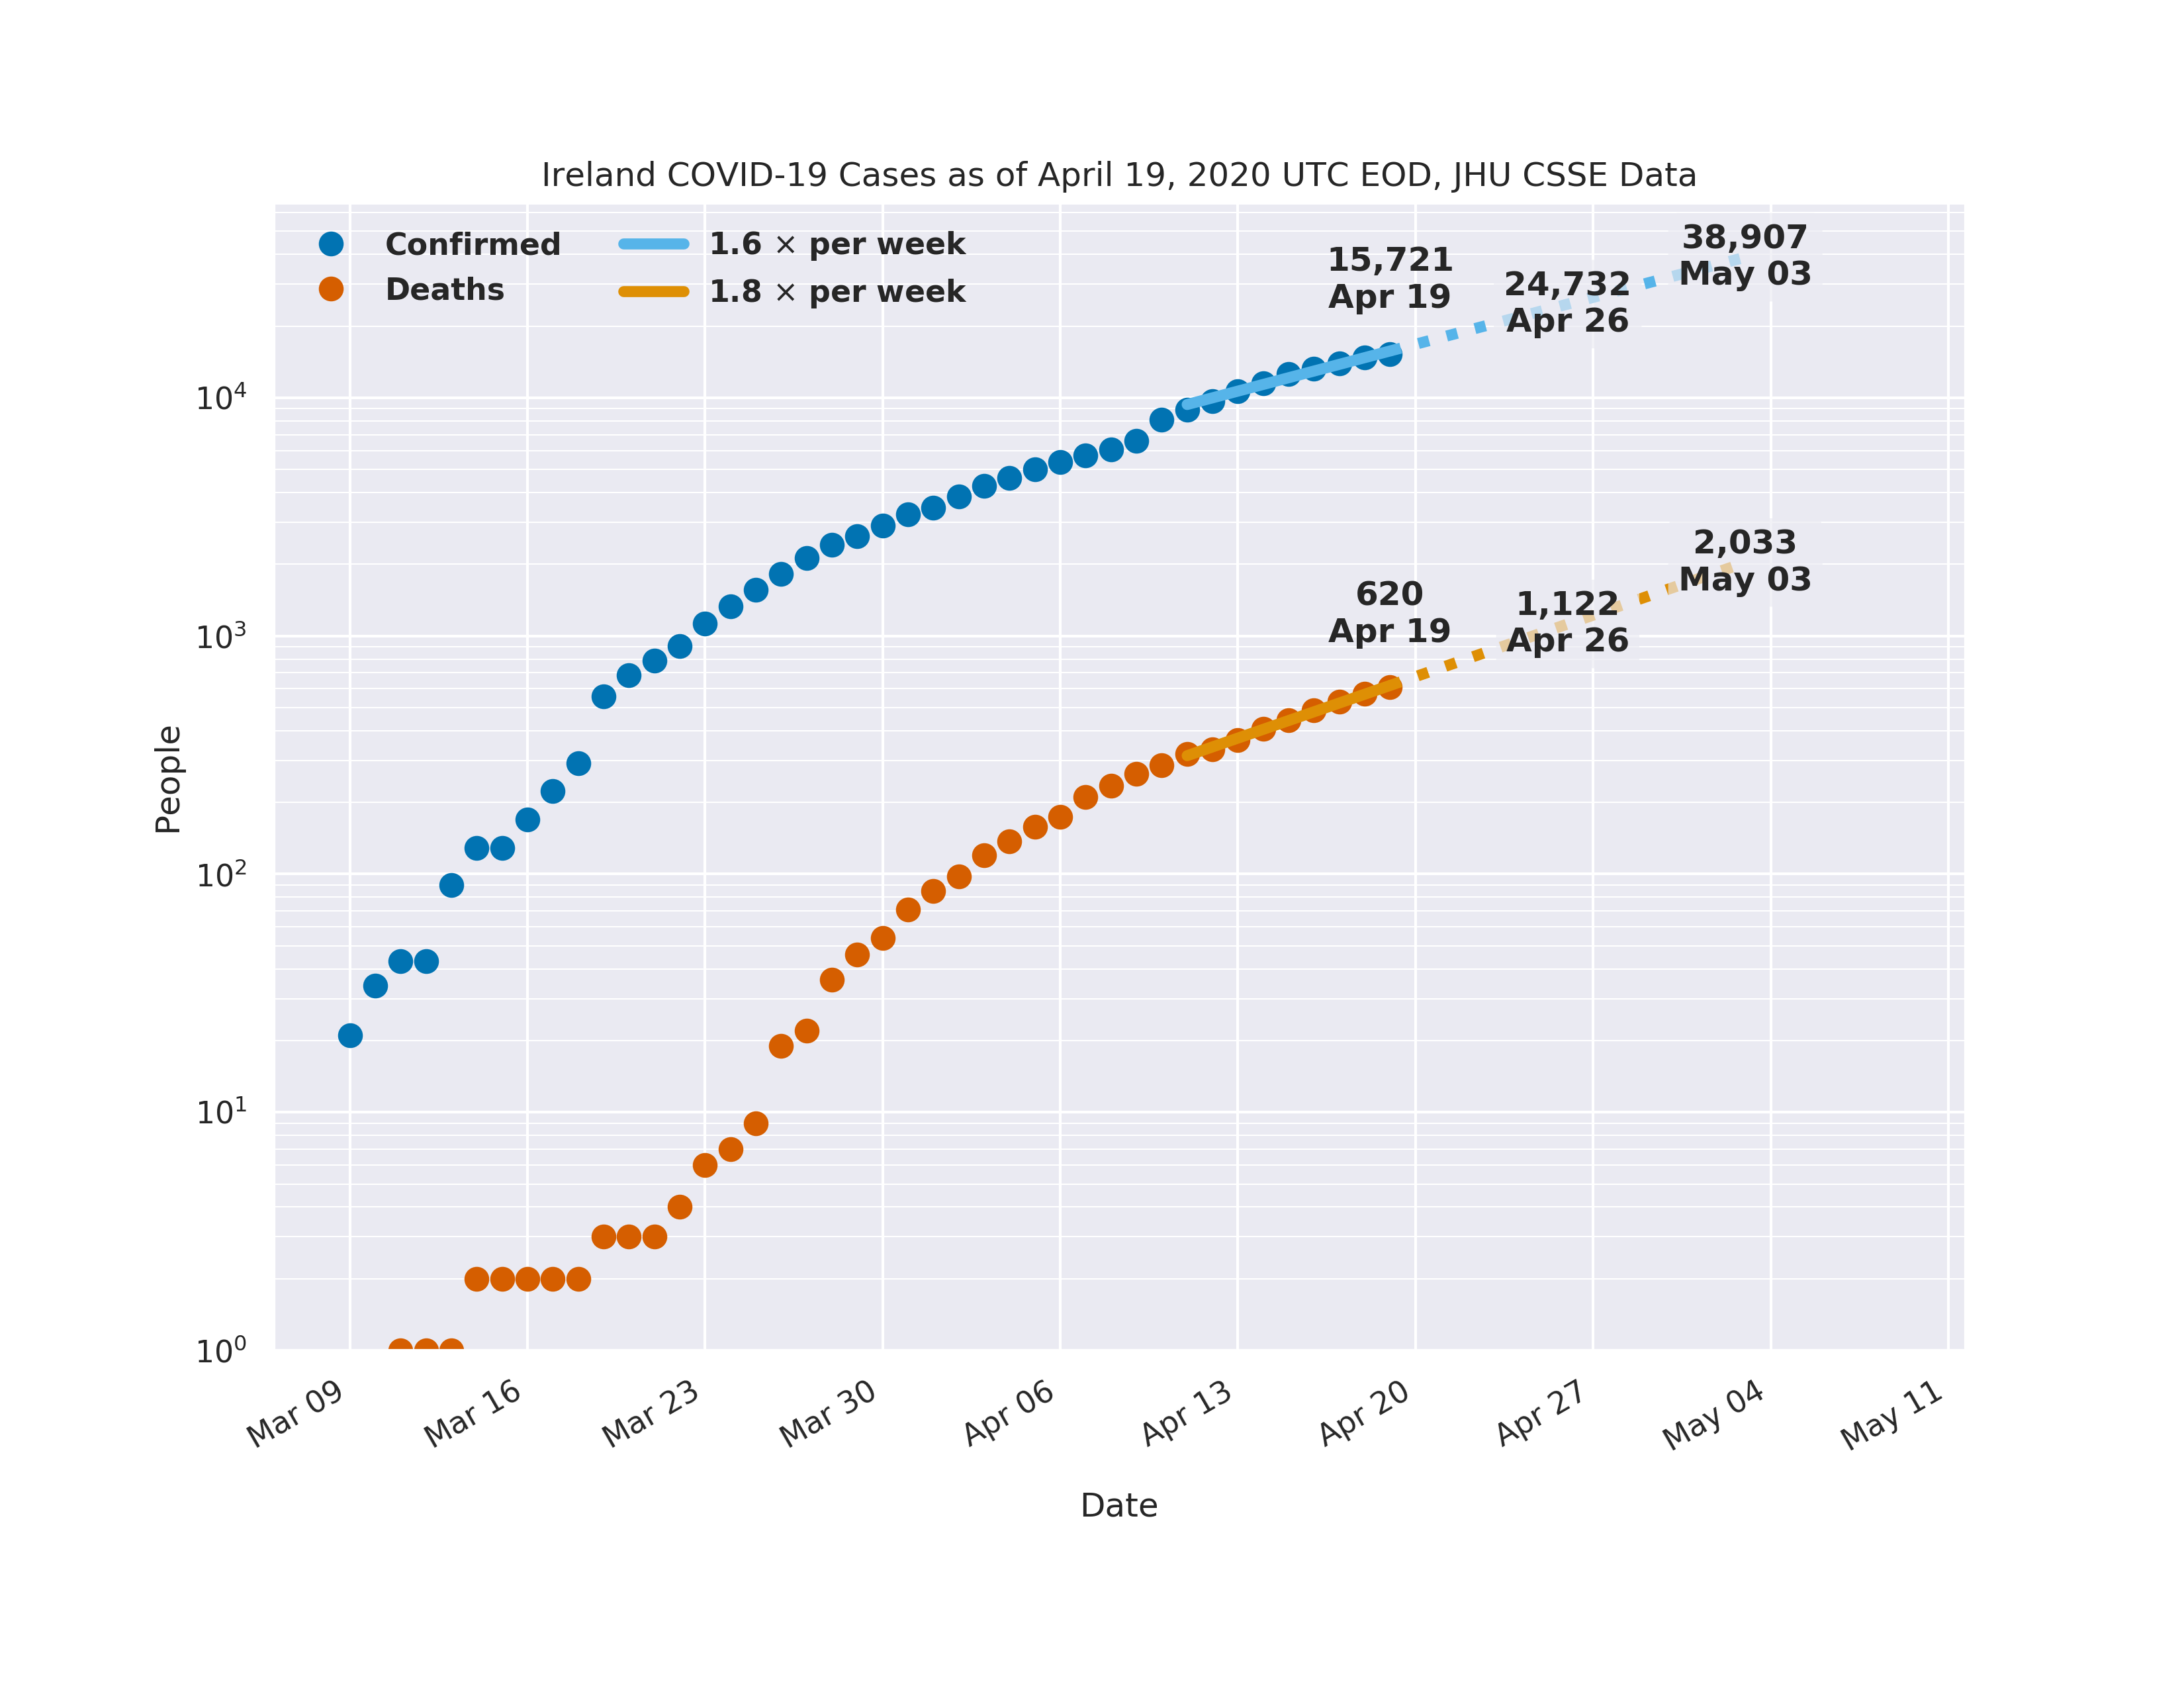 Ireland COVID-19 Cases as of April 19, 2020 UTC EOD, JHU CSSE Data
Confirmed
Deaths
1.6 × per week
1.8 × per week
15,721
Apr 19
24,732
Apr 26
38,907
May 03
620
Apr 19
1,122
Apr 26
2,033
May 03
People
10⁴
10³
10²
10¹
10⁰
Mar 09
Mar 16
Mar 23
Mar 30
Apr 06
Apr 13
Apr 20
Apr 27
May 04
May 11
Date